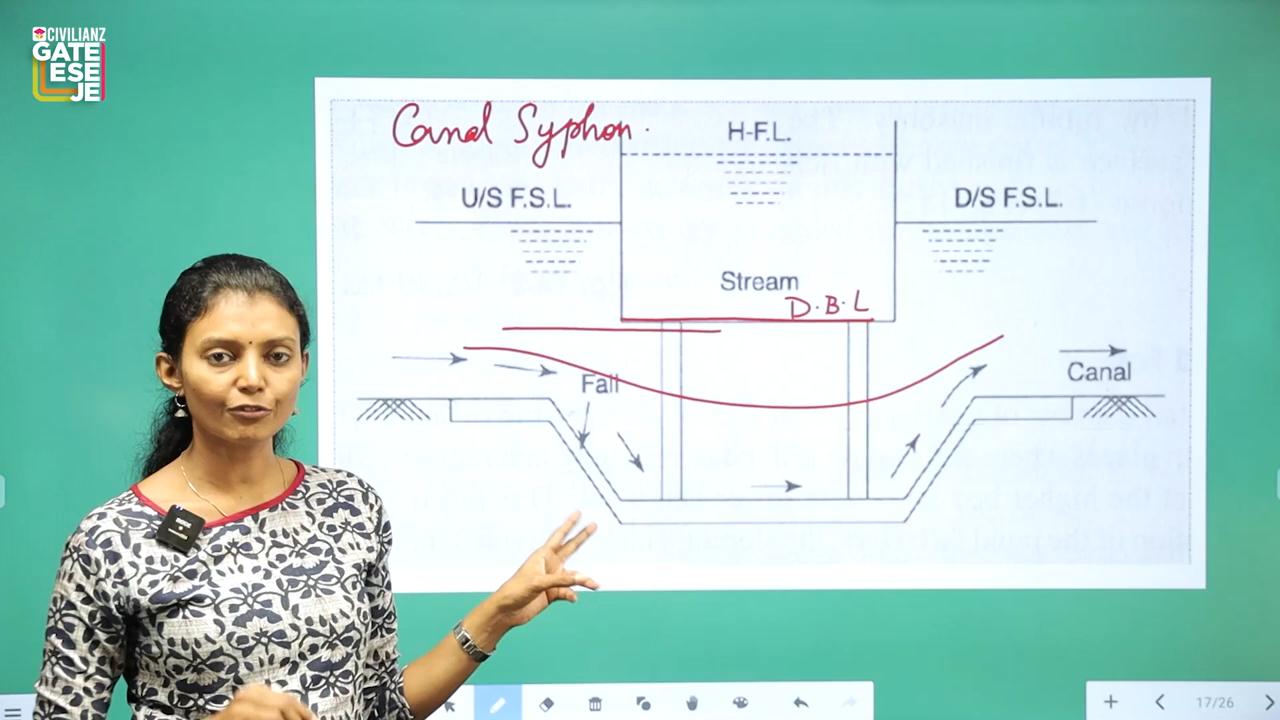 CIVILIANZ
GATE
ESE
JE
Canal Syphon.
H-F.L.
U/S F.S.L.
D/S F.S.L.
Stream
D.B.L
Fall
Canal
17/26